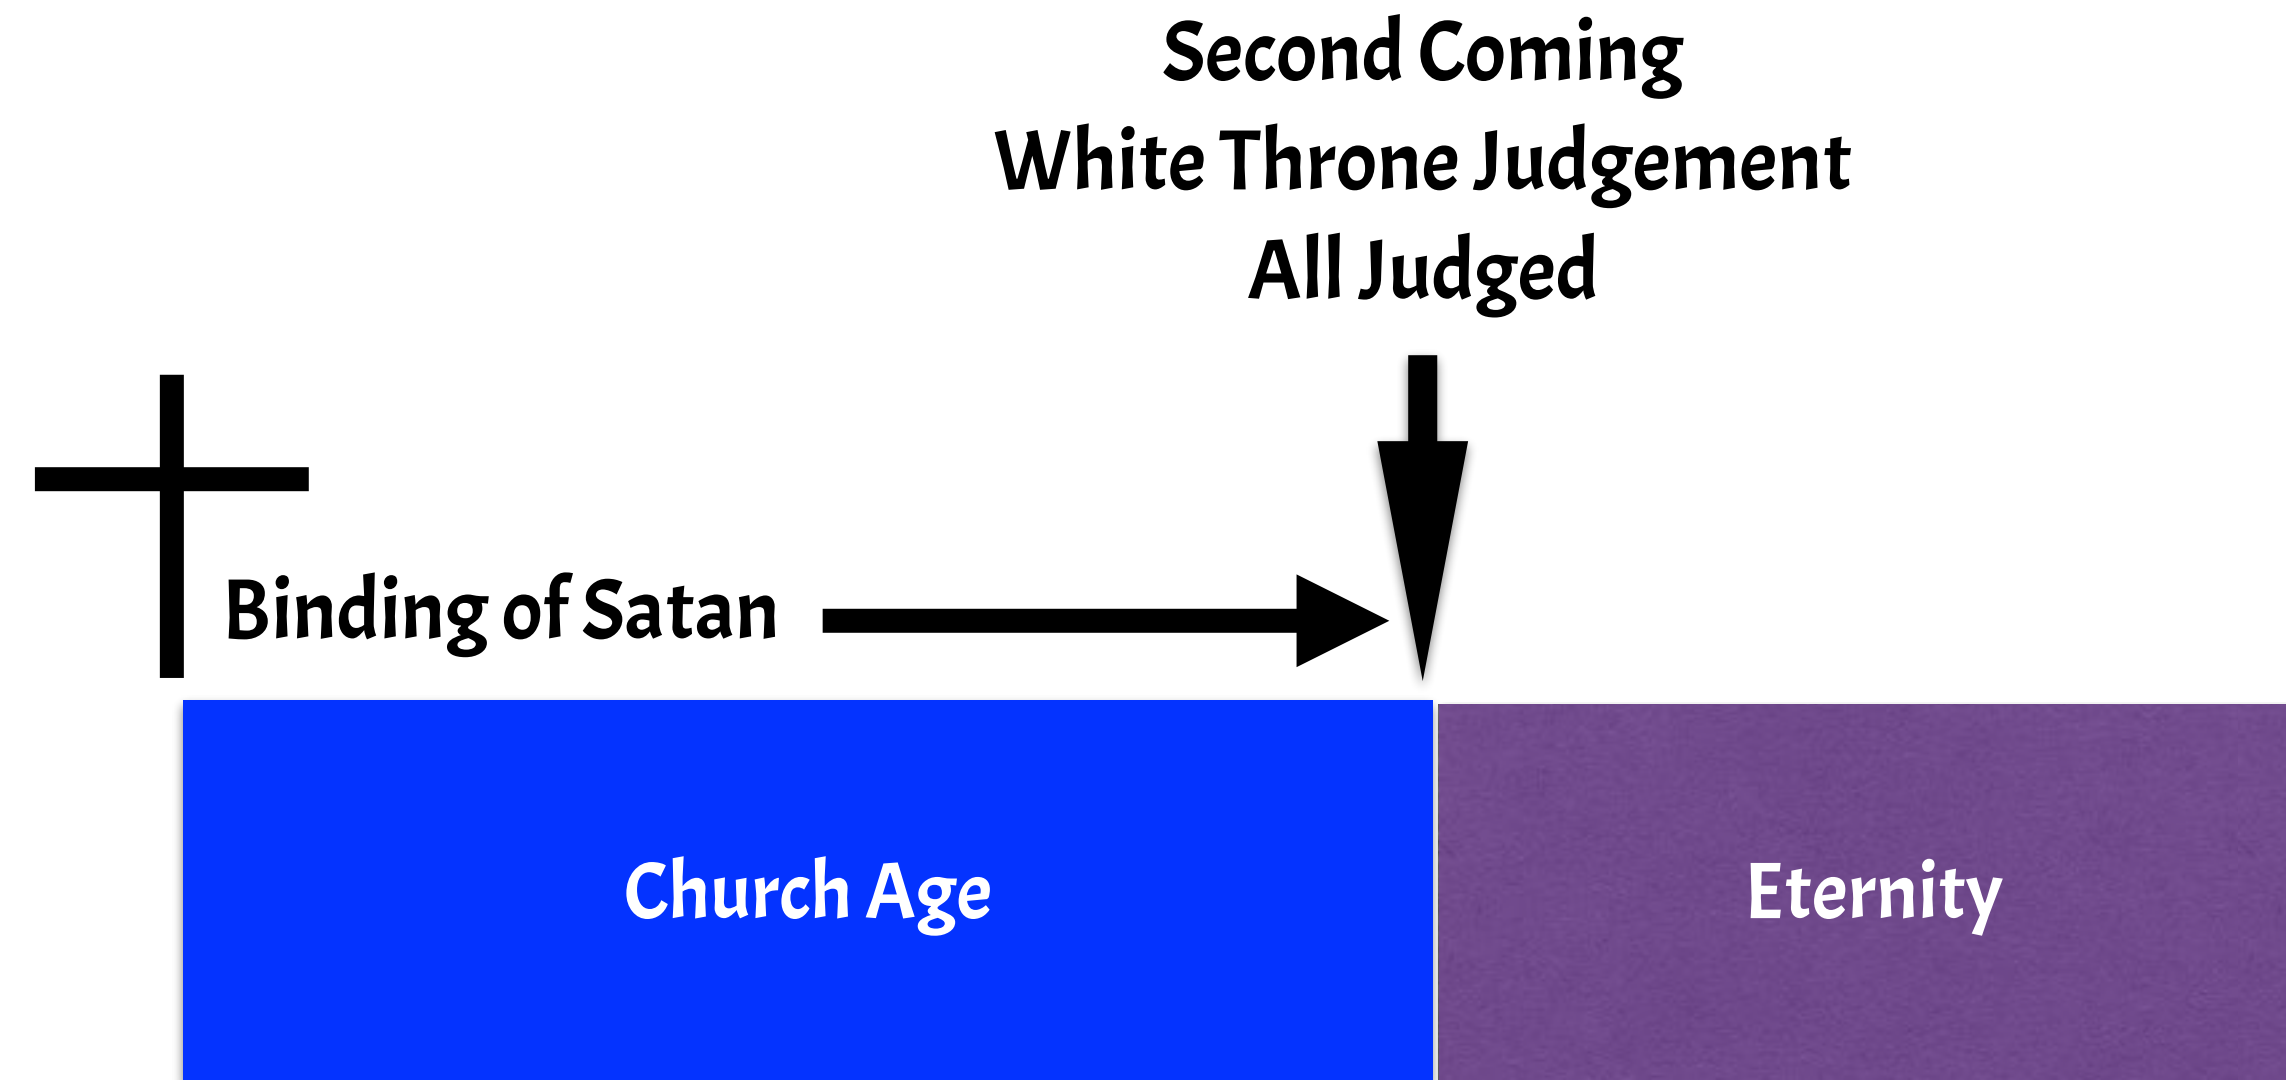 Second Coming
White Throne Judgement
All Judged
Binding of Satan
Church Age
Eternity